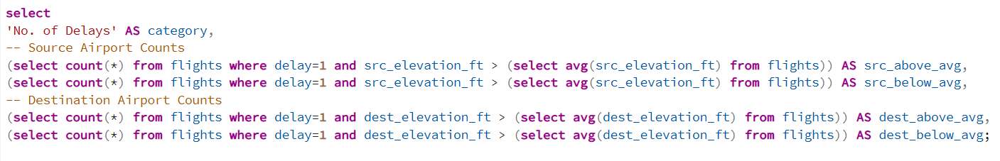 select
'No. of Delays' AS category,
-- Source Airport Counts
(select count(*) from flights where delay=1 and src_elevation_ft > (select avg(src_elevation_ft) from flights)) AS src_above_avg,
(select count(*) from flights where delay=1 and src_elevation_ft > (select avg(src_elevation_ft) from flights)) AS src_below_avg,
-- Destination Airport Counts
(select count(*) from flights where delay=1 and dest_elevation_ft > (select avg(dest_elevation_ft) from flights)) AS dest_above_avg,
(select count(*) from flights where delay=1 and dest_elevation_ft > (select avg(dest_elevation_ft) from flights)) AS dest_below_avg;